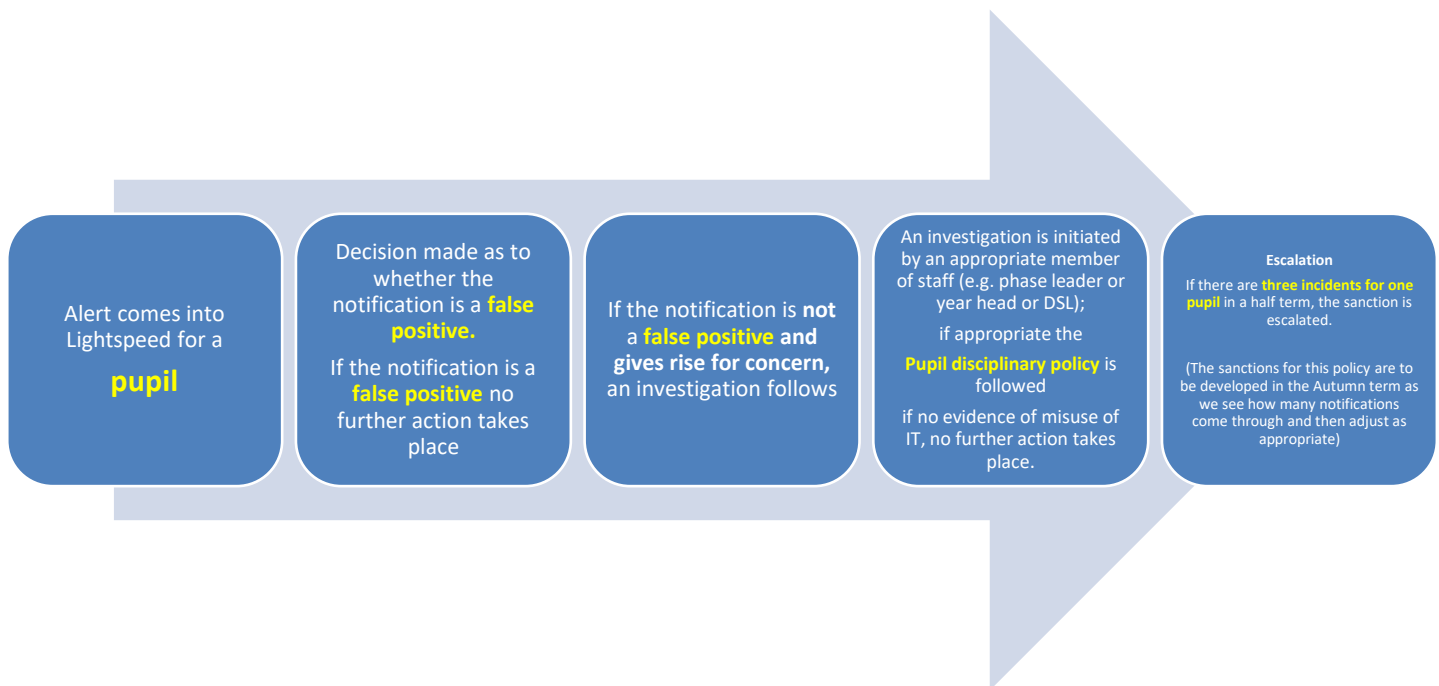 Alert comes into
Lightspeed for a
pupil
Decision made as to
whether the
notification is a false
positive.
If the notification is a
false positive no
further action takes
place
If the notification is not
a false positive and
gives rise for concern,
an investigation follows
An investigation is initiated
by an appropriate member
of staff (e.g. phase leader or
year head or DSL);
if appropriate the
Pupil disciplinary policy is
followed
if no evidence of misuse of
IT, no further action takes
place.
Escalation
If there are three incidents for one
pupil in a half term, the sanction is
escalated.
(The sanctions for this policy are to
be developed in the Autumn term as
we see how many notifications
come through and then adjust as
appropriate)